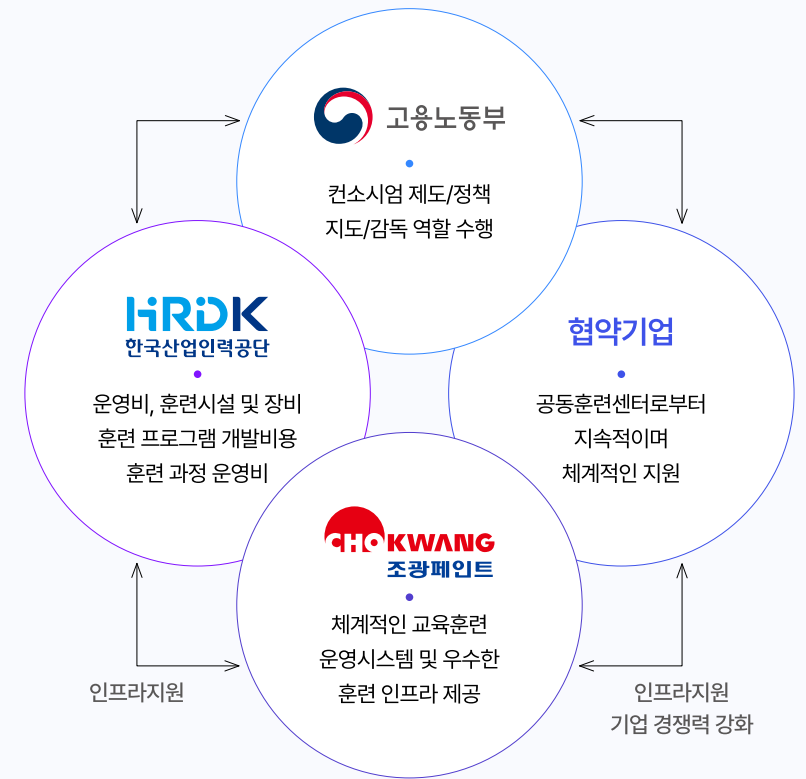 고용노동부
컨소시엄 제도/정책
지도/감독 역할 수행
HRDK
한국산업인력공단
운영비, 훈련시설 및 장비
훈련 프로그램 개발비용
훈련 과정 운영비
협약기업
공동훈련센터로부터
지속적이며
체계적인 지원
CHOKWANG
조광페인트
체계적인 교육훈련
운영시스템 및 우수한
훈련 인프라 제공
인프라지원
인프라지원
기업 경쟁력 강화